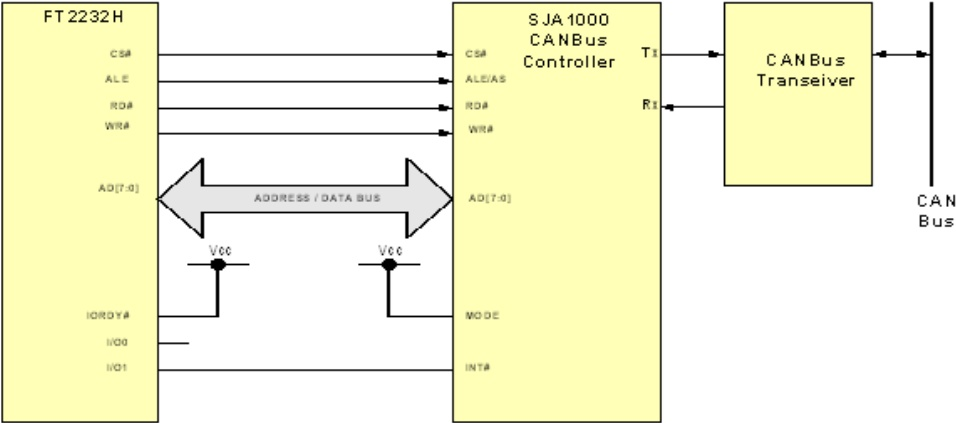 FT2232H
CS#
ALE
RD#
WR#
AD[7:0]
IORDY#
I/O0
I/O1
ADDRESS / DATA BUS
Vcc
Vcc
SJA1000
CANBus
Controller
CS#
ALE/AS
RD#
WR#
AD[7:0]
MODE
INT#
Tx
Rx
CANBus
Transeiver
CAN
Bus